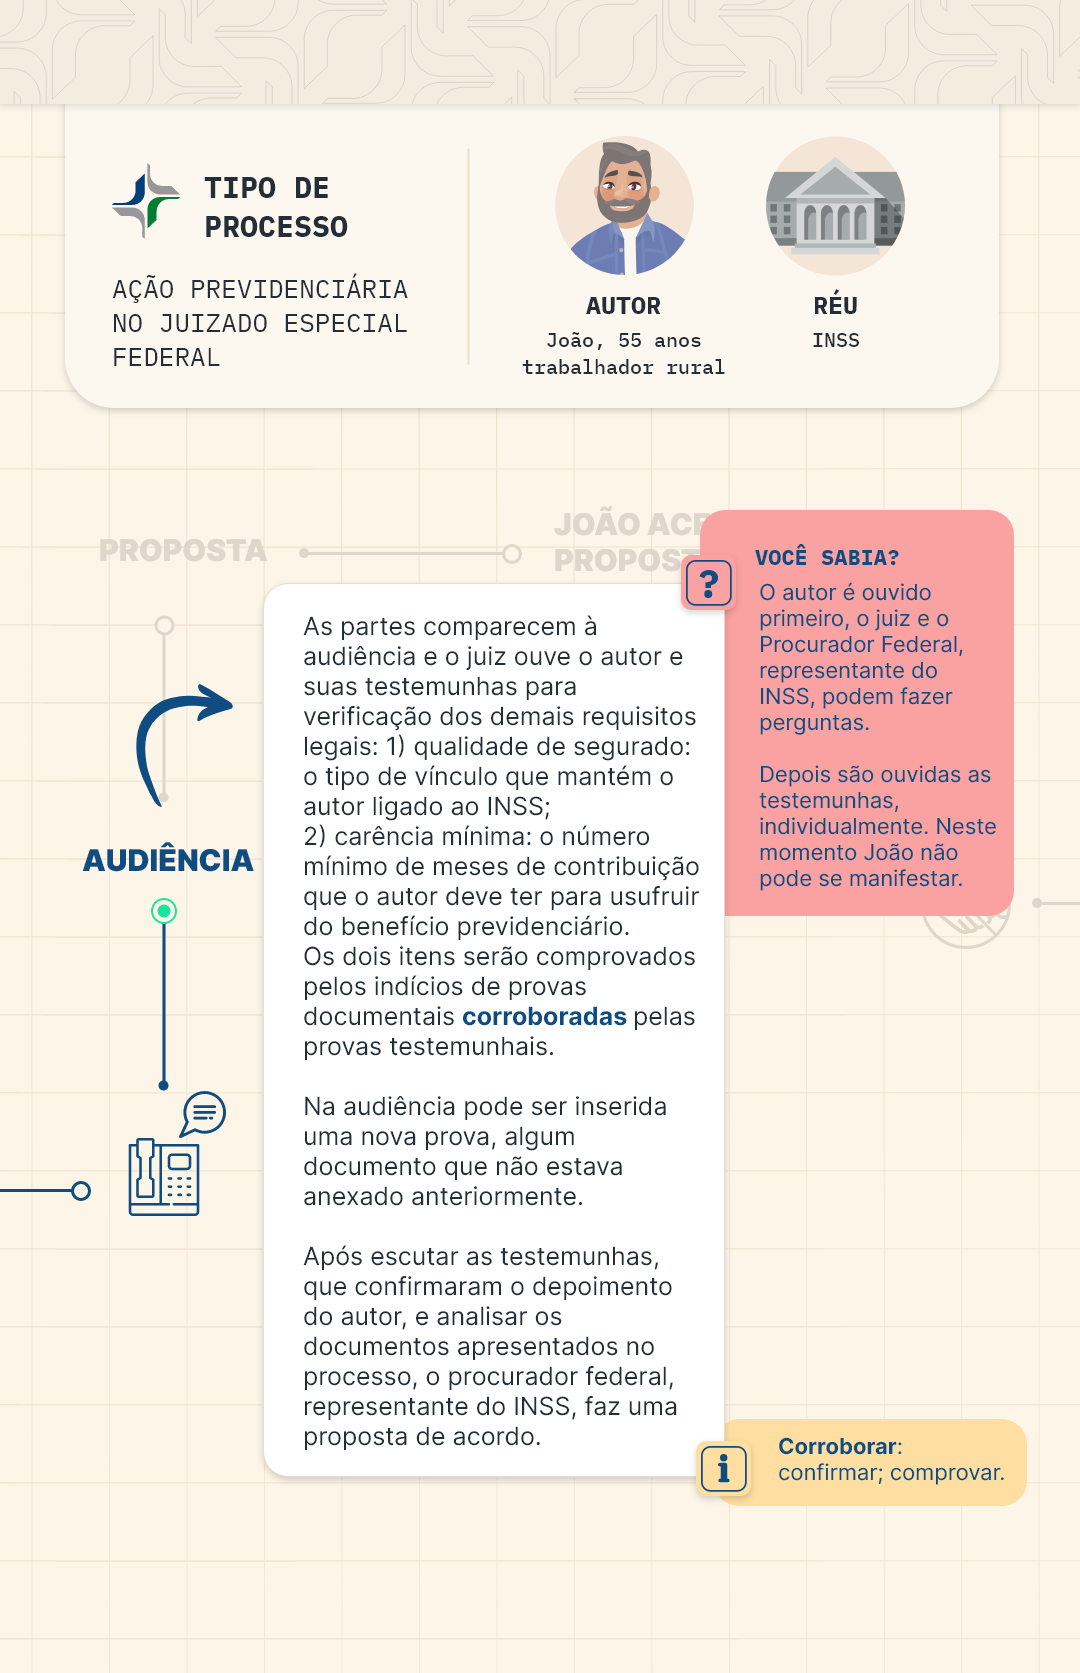 TIPO DE
PROCESSO
AÇÃO PREVIDENCIÁRIA
NO JUIZADO ESPECIAL
FEDERAL
AUTOR
João, 55 anos
trabalhador rural
RÉU
INSS
PROPOSTA
JOÃO
?
VOCÊ SABIA?
O autor é ouvido
primeiro, o juiz e o
Procurador Federal,
representante do
INSS, podem fazer
perguntas.
Depois são ouvidas as
testemunhas,
individualmente. Neste
momento João não
pode se manifestar.
AUDIÊNCIA
As partes comparecem à
audiência e o juiz ouve o autor e
suas testemunhas para
verificação dos demais requisitos
legais: 1) qualidade de segurado:
o tipo de vínculo que mantém o
autor ligado ao INSS;
2) carência mínima: o número
mínimo de meses de contribuição
que o autor deve ter para usufruir
do benefício previdenciário.
Os dois itens serão comprovados
pelos indícios de provas
documentais corroboradas pelas
provas testemunhais.
Na audiência pode ser inserida
uma nova prova, algum
documento que não estava
anexado anteriormente.
Após escutar as testemunhas,
que confirmaram o depoimento
do autor, e analisar os
documentos apresentados no
processo, o procurador federal,
representante do INSS, faz uma
proposta de acordo.
i
Corroborar:
confirmar; comprovar.